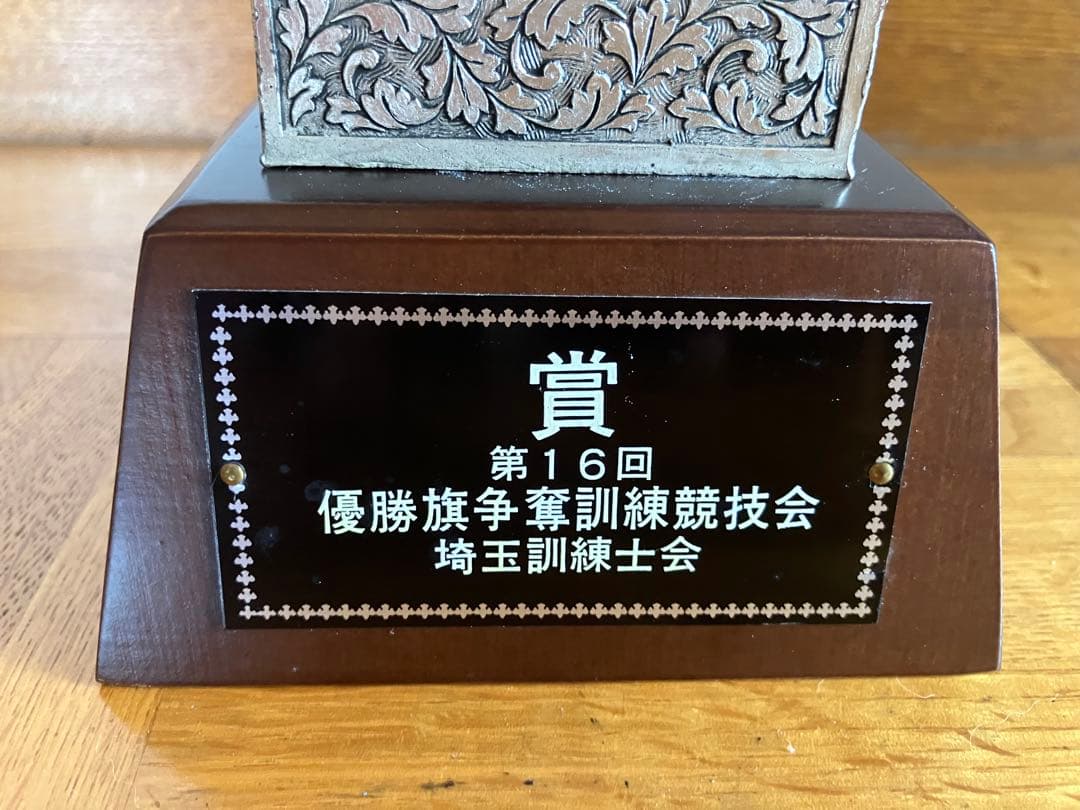 賞
第１６回
優勝旗争奪訓練競技会
埼玉訓練士会